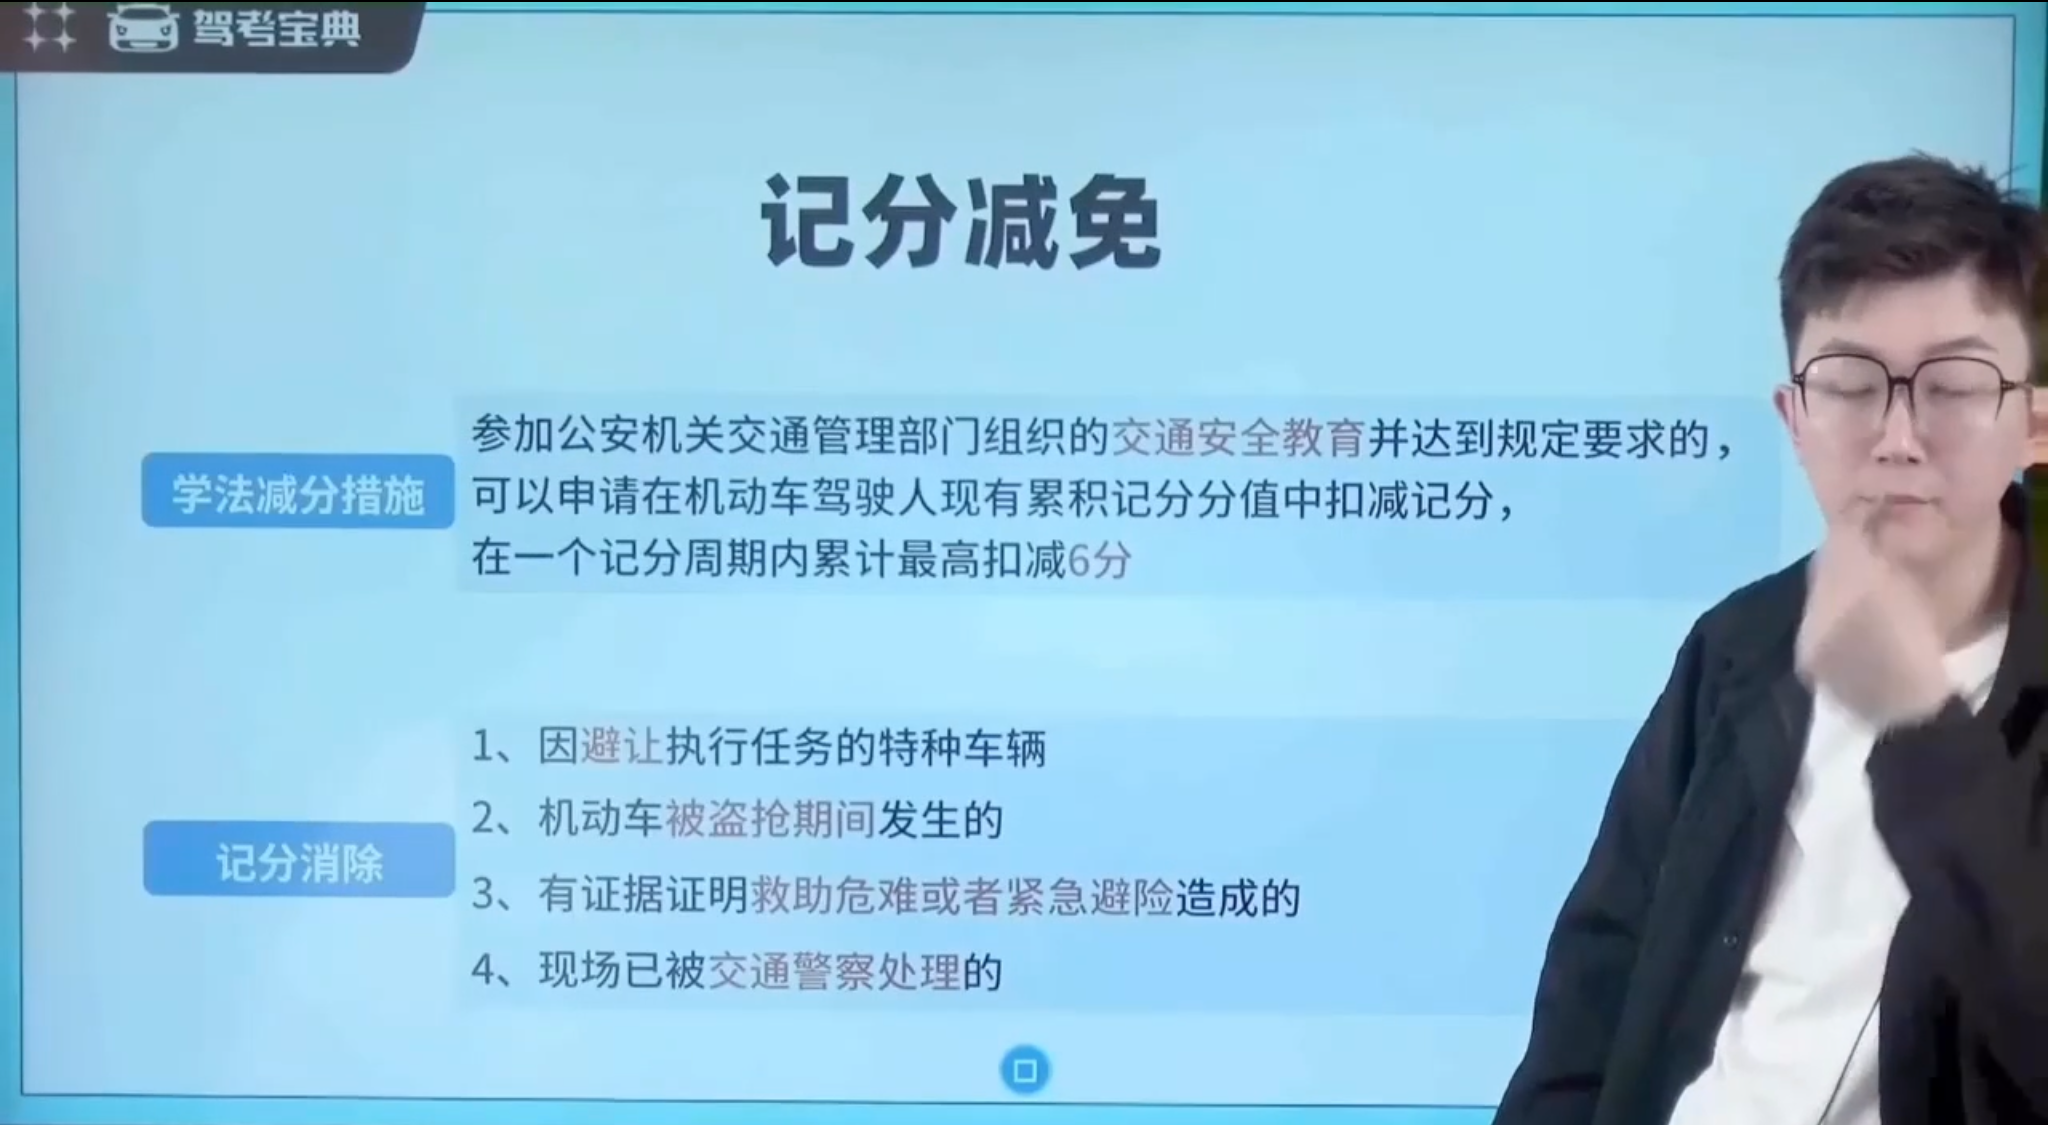 驾考宝典
记分减免
学法减分措施
参加公安机关交通管理部门组织的交通安全教育并达到规定要求的，
可以申请在机动车驾驶人现有累积记分分值中扣减记分，
在一个记分周期内累计最高扣减6分
记分消除
1、因避让执行任务的特种车辆
2、机动车被盗抢期间发生的
3、有证据证明救助危难或者紧急避险造成的
4、现场已被交通警察处理的